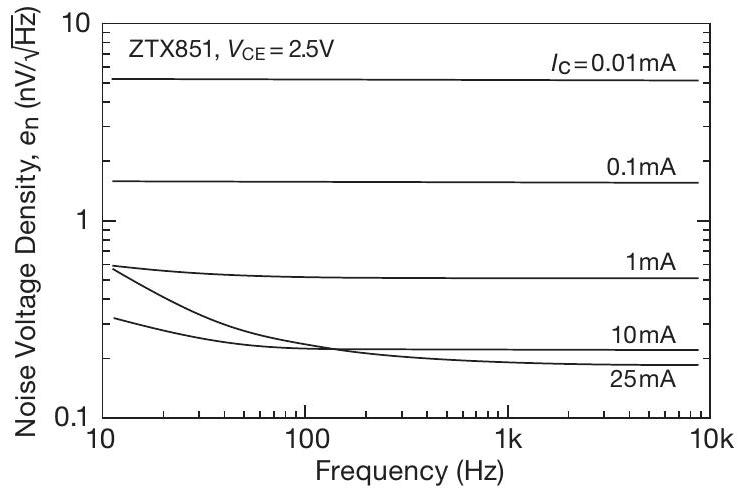 10
ZTX851, VCE = 2.5V
IC = 0.01mA
0.1mA
1
1mA
10mA
25mA
0.1
10
100
1k
10k
Frequency (Hz)
Noise Voltage Density, en (nV/√Hz)